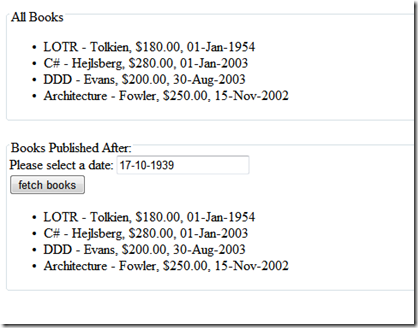 All Books
• LOTR - Tolkien, $180.00, 01-Jan-1954
• C# - Hejlsberg, $280.00, 01-Jan-2003
• DDD - Evans, $200.00, 30-Aug-2003
• Architecture - Fowler, $250.00, 15-Nov-2002
Books Published After:
Please select a date: 17-10-1939
fetch books
• LOTR - Tolkien, $180.00, 01-Jan-1954
• C# - Hejlsberg, $280.00, 01-Jan-2003
• DDD - Evans, $200.00, 30-Aug-2003
• Architecture - Fowler, $250.00, 15-Nov-2002